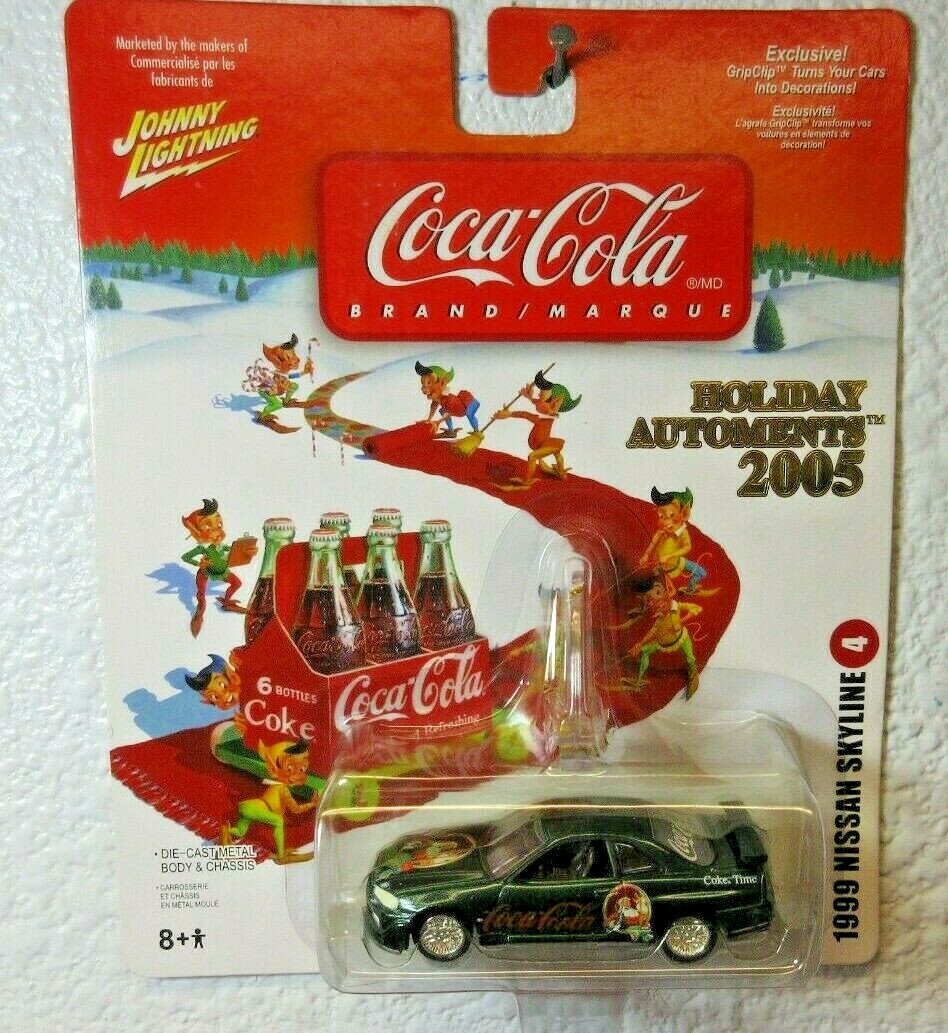 Marketed by the makers of
Commercialisé par les
fabricants de
JOHNNY
LIGHTNING
Exclusive!
GripClip™ Turns Your Cars
Into Decorations!
Exclusivité!
L'agrafe GripClip™ transforme vos
voitures en éléments de
décoration!
Coca-Cola
®/MD
BRAND/MARQUE
HOLIDAY
AUTOMENTS™
2005
6 BOTTLES
Coke
Coca-Cola
Refreshing
1999 NISSAN SKYLINE 4
• DIE-CAST METAL
BODY & CHASSIS
• CARROSSERIE
ET CHÂSSIS
EN MÉTAL MOULÉ
8+
Coke, Time
Coca-Cola